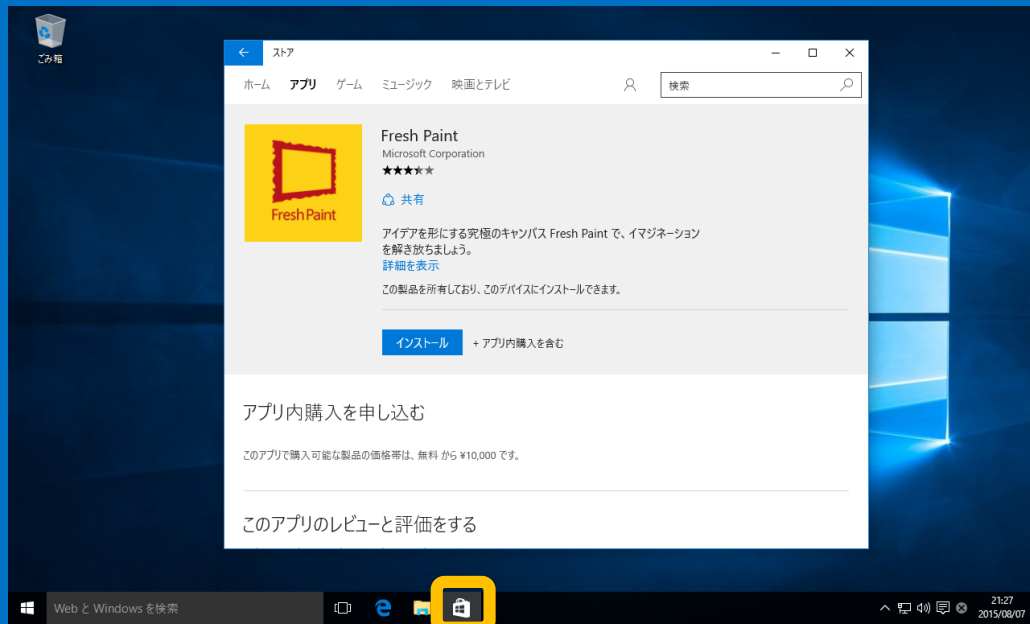 ごみ箱
ストア
ホーム アプリ ゲーム ミュージック 映画とテレビ 検索
Fresh Paint
Fresh Paint
Microsoft Corporation
共有
アイデアを形にする究極のキャンバス Fresh Paint で、イマジネーション
を解き放ちましょう。
詳細を表示
この製品を所有しており、このデバイスにインストールできます。
インストール + アプリ内購入を含む
アプリ内購入を申し込む
このアプリで購入可能な製品の価格帯は、無料 から ¥10,000 です。
このアプリのレビューと評価をする
Web と Windows を検索
21:27
2015/08/07